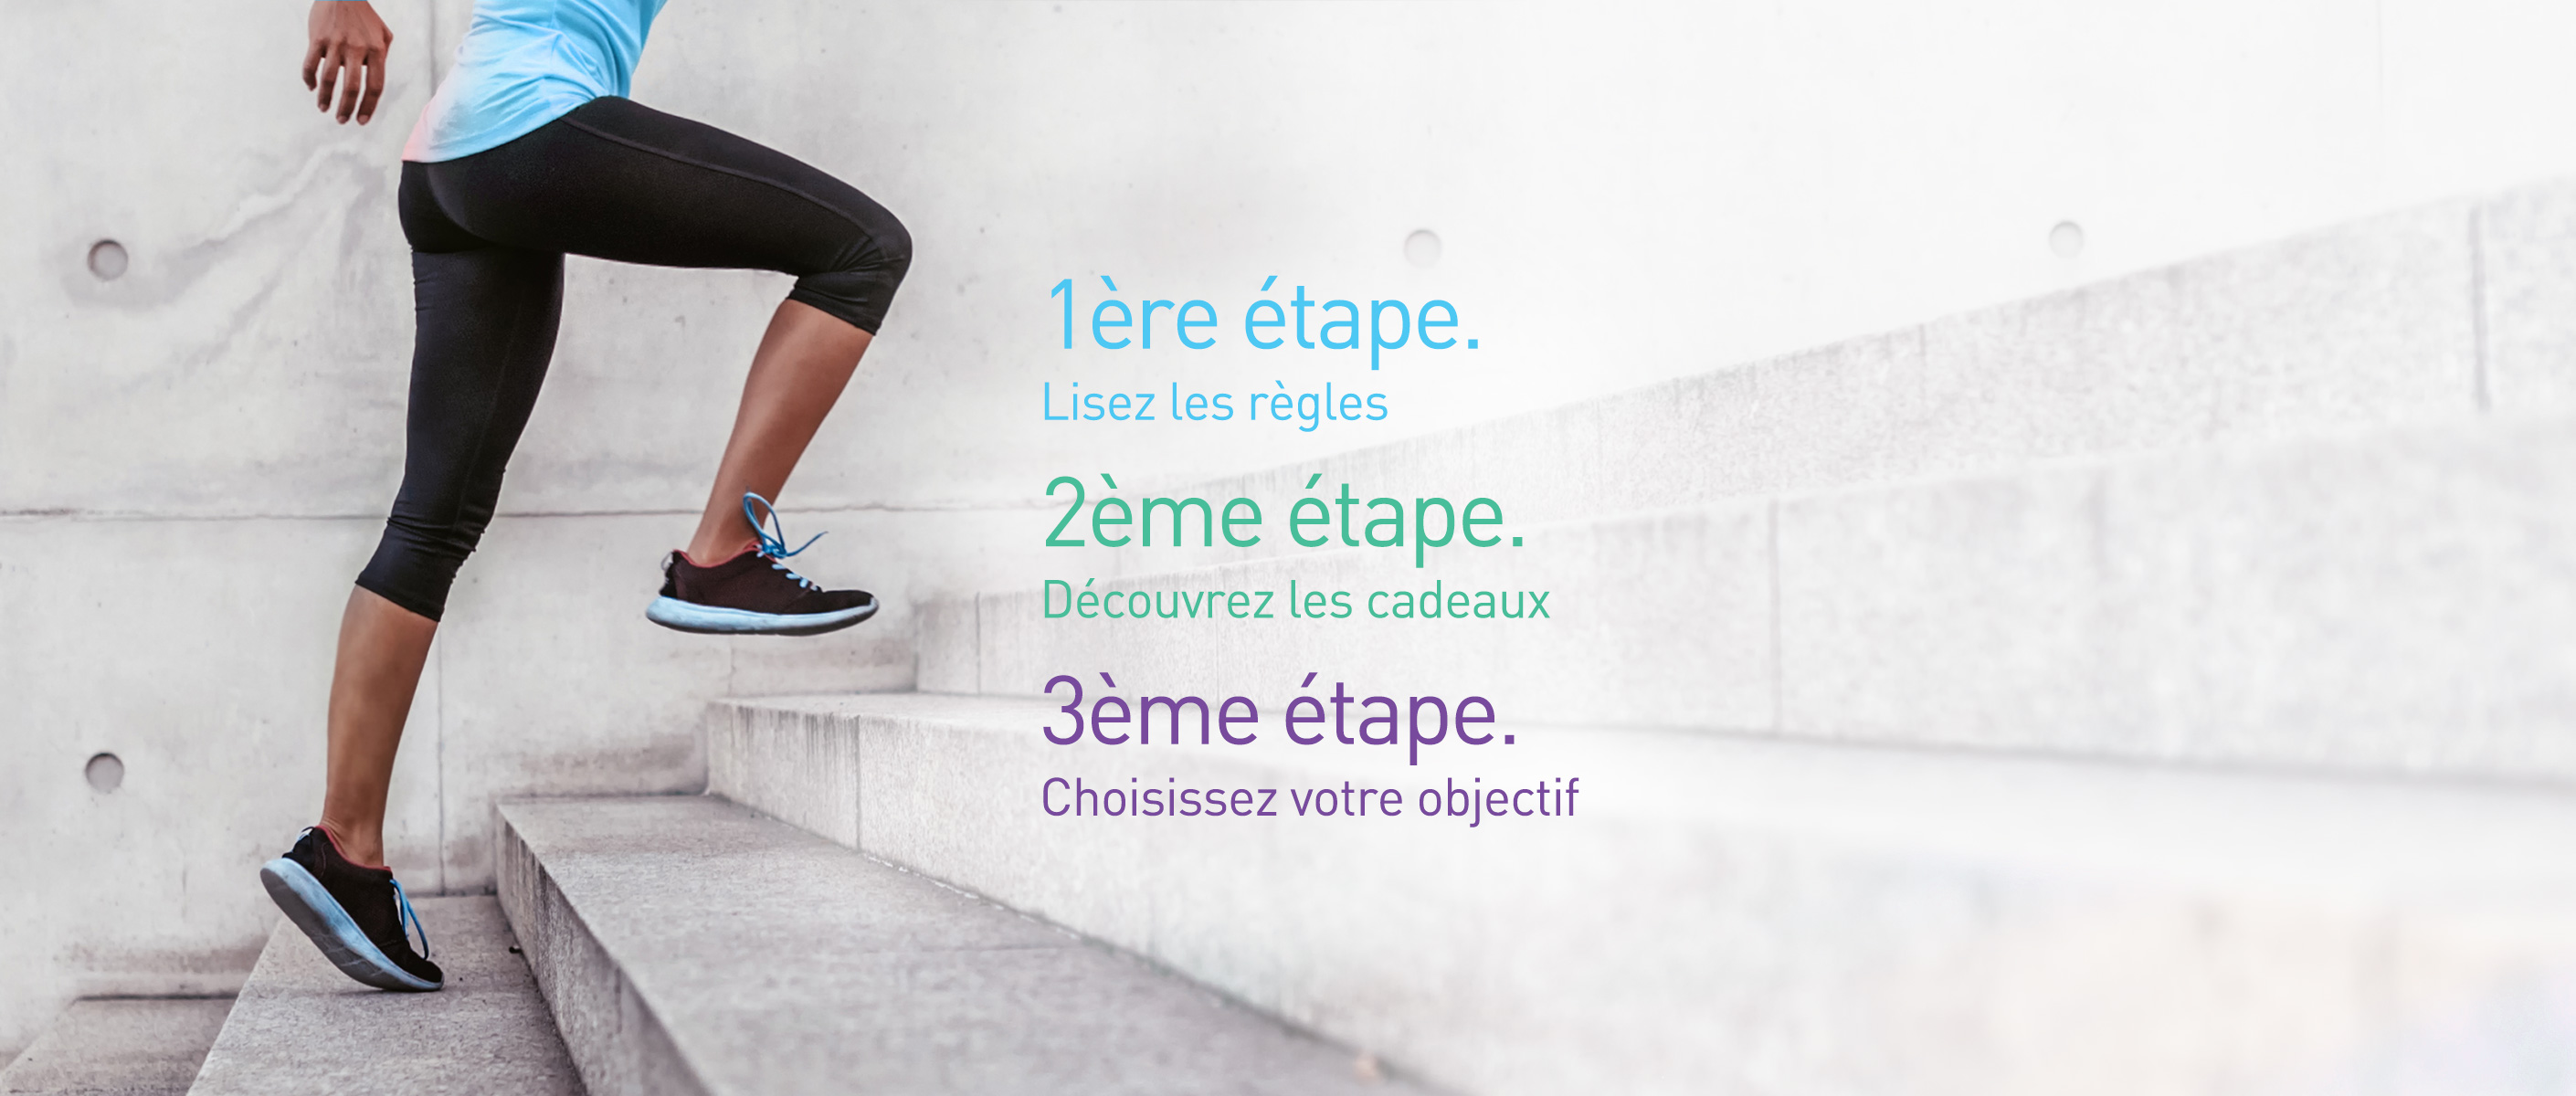 1ère étape.
Lisez les règles
2ème étape.
Découvrez les cadeaux
3ème étape.
Choisissez votre objectif